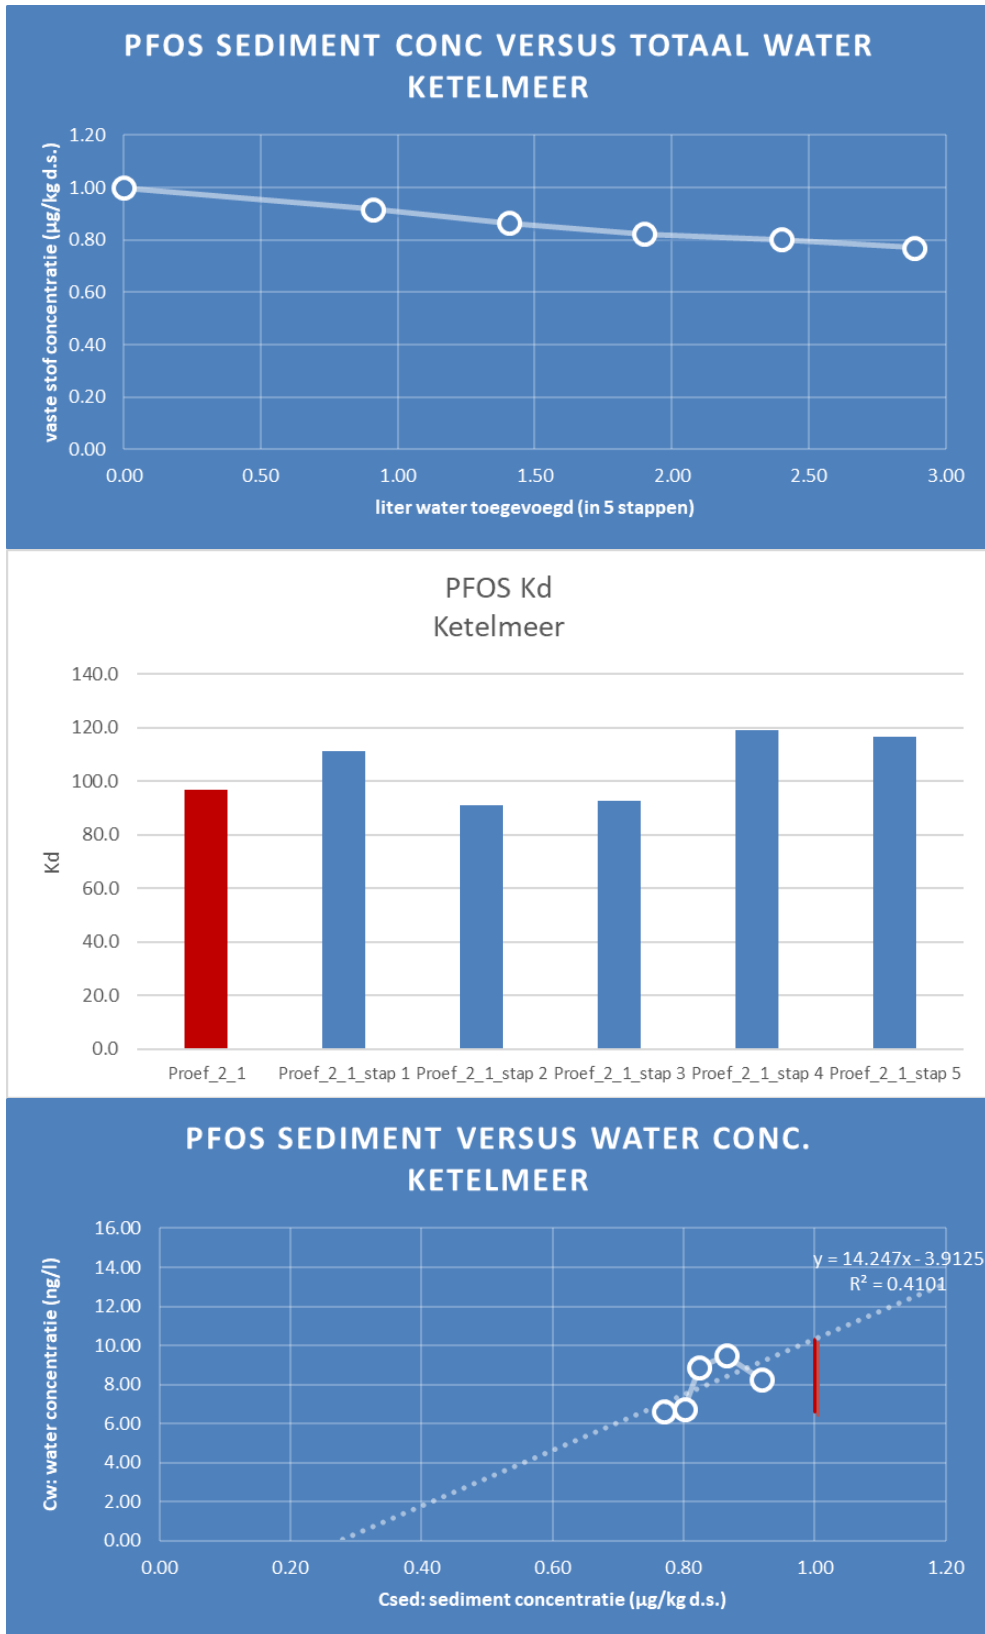 PFOS SEDIMENT CONC VERSUS TOTAAL WATER
KETELMEER
vaste stof concentratie (µg/kg d.s.)
1.20
1.00
0.80
0.60
0.40
0.20
0.00
0.00 0.50 1.00 1.50 2.00 2.50 3.00
liter water toegevoegd (in 5 stappen)
PFOS Kd
Ketelmeer
Kd
140.0
120.0
100.0
80.0
60.0
40.0
20.0
0.0
Proef_2_1 Proef_2_1_stap 1 Proef_2_1_stap 2 Proef_2_1_stap 3 Proef_2_1_stap 4 Proef_2_1_stap 5
PFOS SEDIMENT VERSUS WATER CONC.
KETELMEER
Cw: water concentratie (ng/l)
16.00
14.00
12.00
10.00
8.00
6.00
4.00
2.00
0.00
y = 14.247x - 3.9125
R² = 0.4101
0.00 0.20 0.40 0.60 0.80 1.00 1.20
Csed: sediment concentratie (µg/kg d.s.)